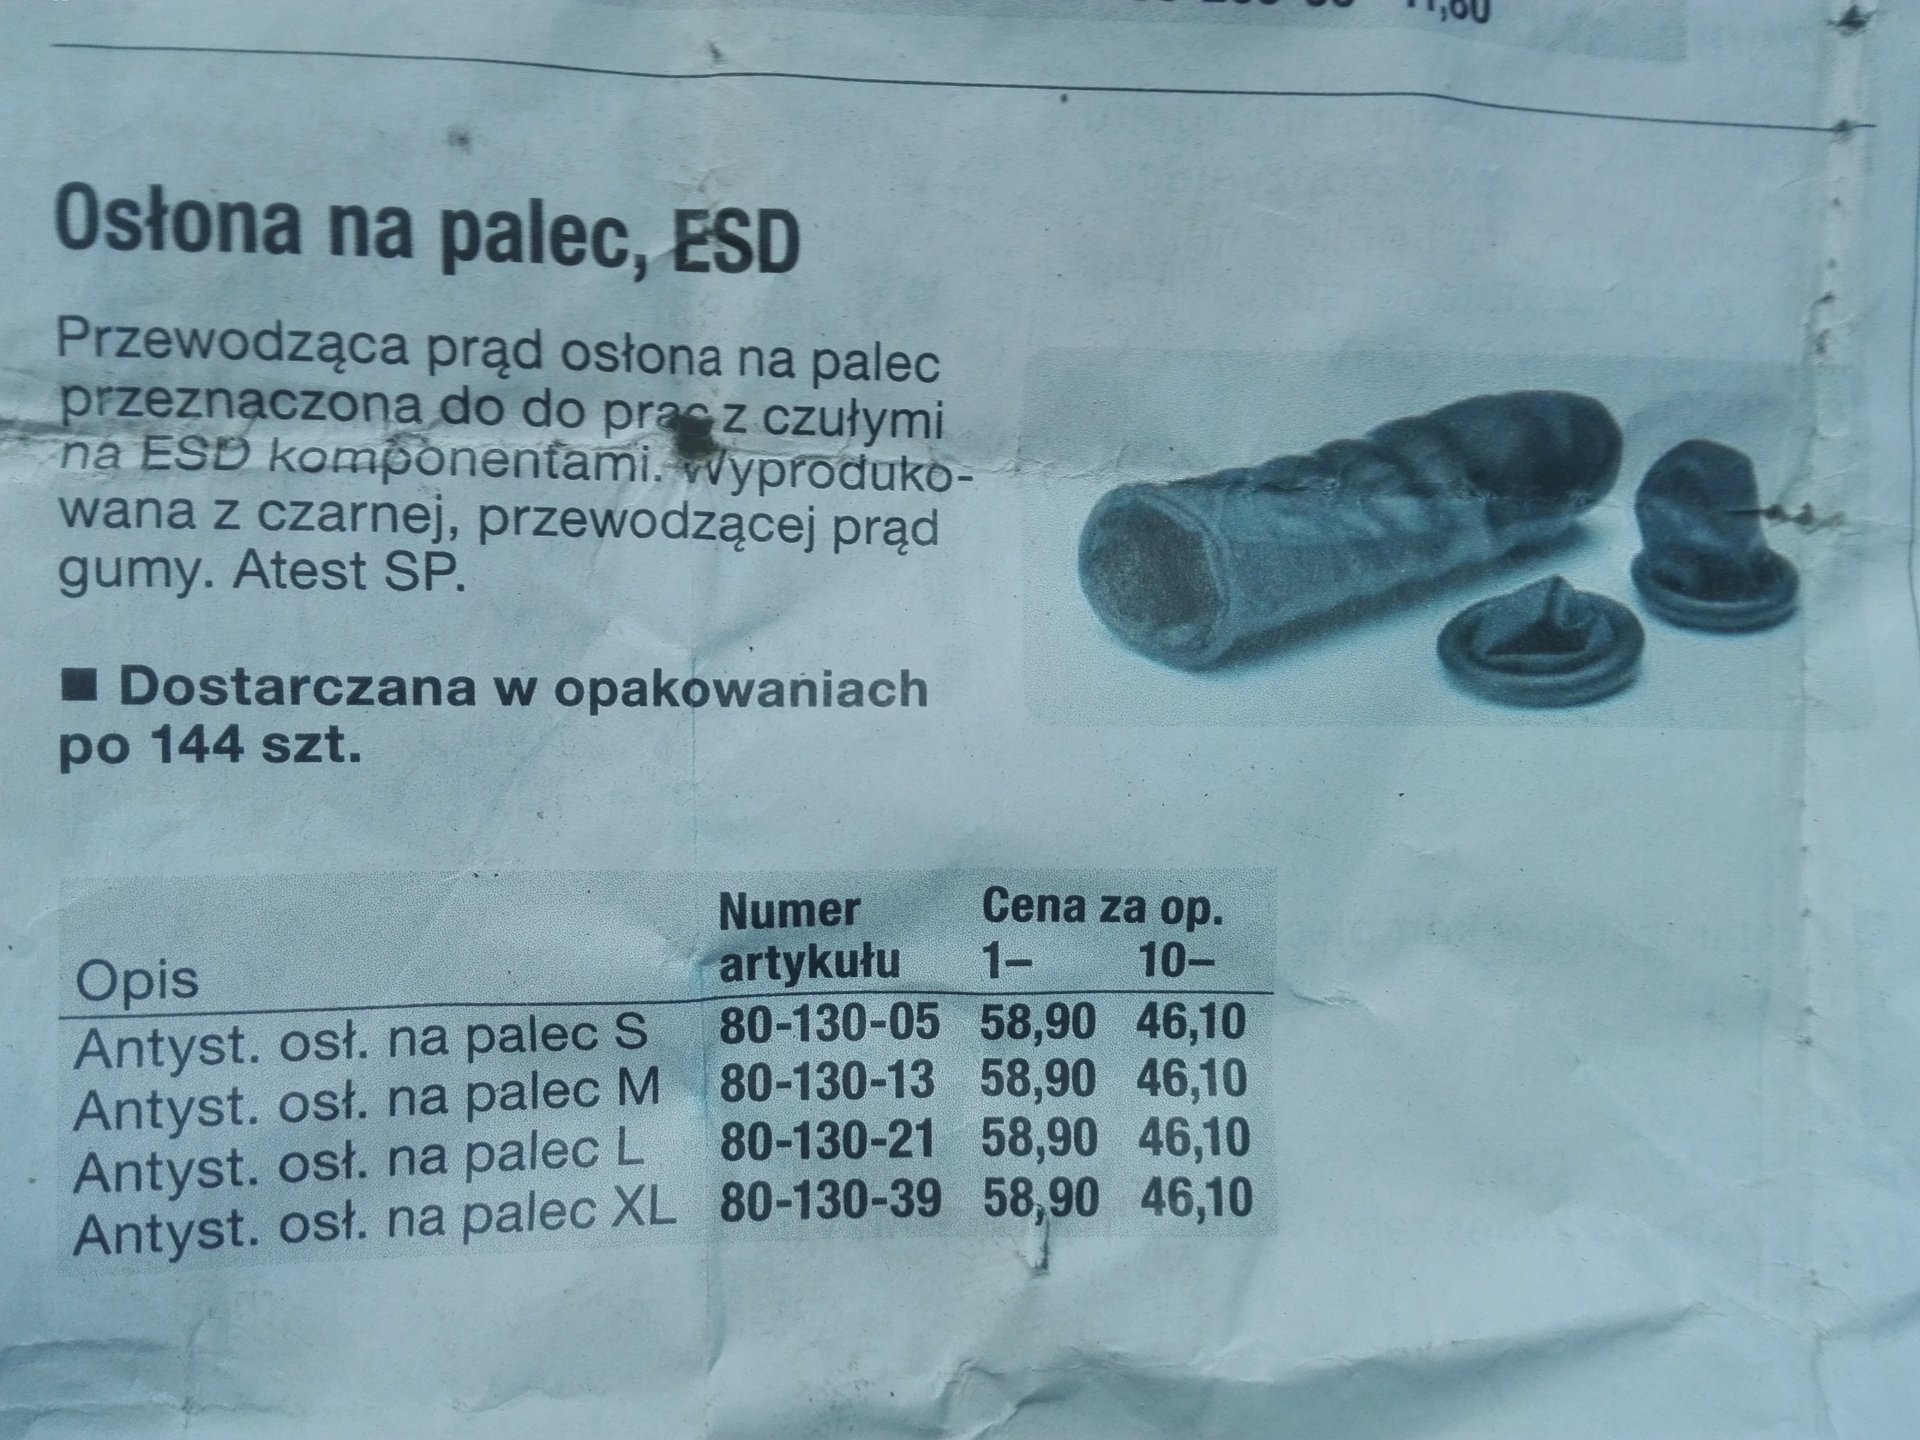 Osłona na palec, ESD
Przewodząca prąd osłona na palec
przeznaczona do do prac z czułymi
na ESD komponentami. Wyproduko-
wana z czarnej, przewodzącej prąd
gumy. Atest SP.
■ Dostarczana w opakowaniach
po 144 szt.
Numer Cena za op.
Opis artykułu 1– 10–
Antyst. osł. na palec S 80-130-05 58,90 46,10
Antyst. osł. na palec M 80-130-13 58,90 46,10
Antyst. osł. na palec L 80-130-21 58,90 46,10
Antyst. osł. na palec XL 80-130-39 58,90 46,10